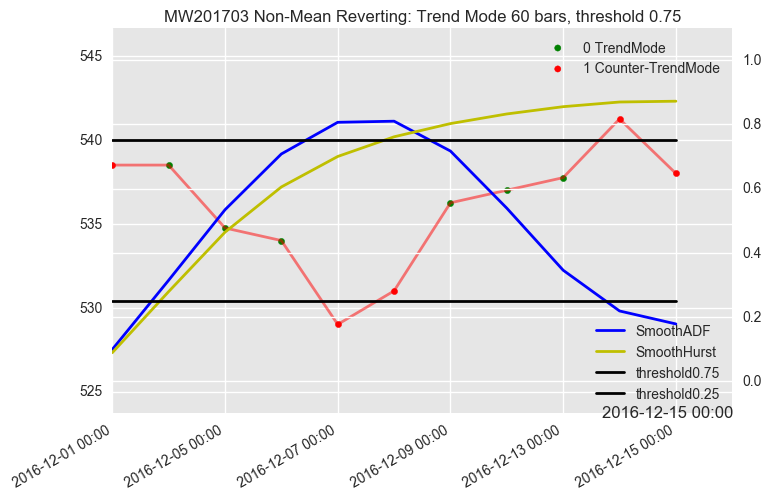 MW201703 Non-Mean Reverting: Trend Mode 60 bars, threshold 0.75
545
540
535
530
525
0 TrendMode
1 Counter-TrendMode
1.0
0.8
0.6
0.4
0.2
0.0
SmoothADF
SmoothHurst
threshold0.75
threshold0.25
2016-12-15 00:00
2016-12-01 00:00
2016-12-05 00:00
2016-12-07 00:00
2016-12-09 00:00
2016-12-13 00:00
2016-12-15 00:00